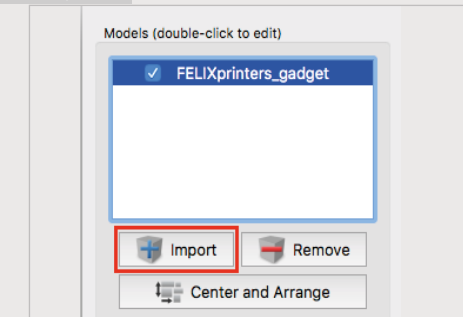 Models (double-click to edit)
FELIXprinters_gadget
Import
Remove
Center and Arrange